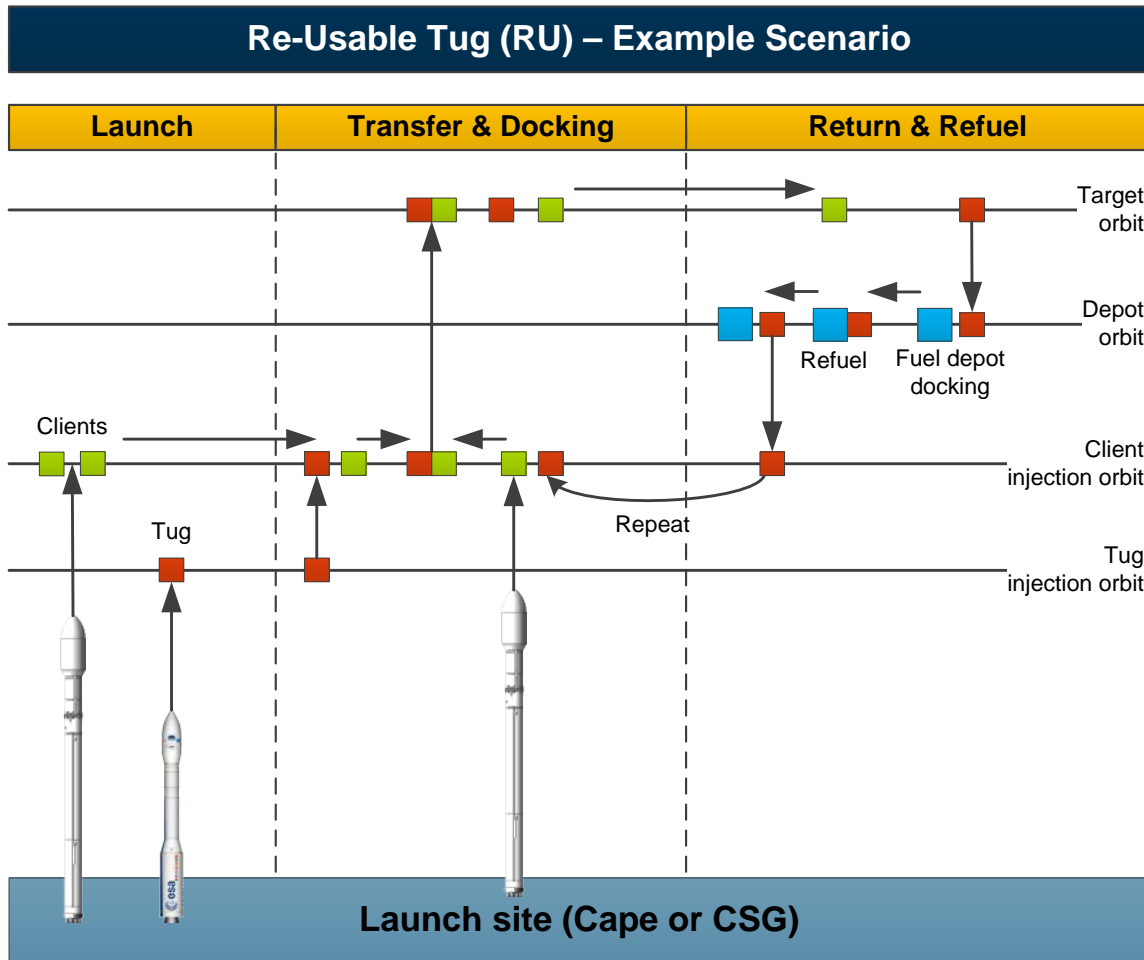 Re-Usable Tug (RU) – Example Scenario
Launch
Transfer & Docking
Return & Refuel
Target
orbit
Depot
orbit
Refuel
Fuel depot
docking
Clients
Client
injection orbit
Repeat
Tug
Tug
injection orbit
esa
Launch site (Cape or CSG)